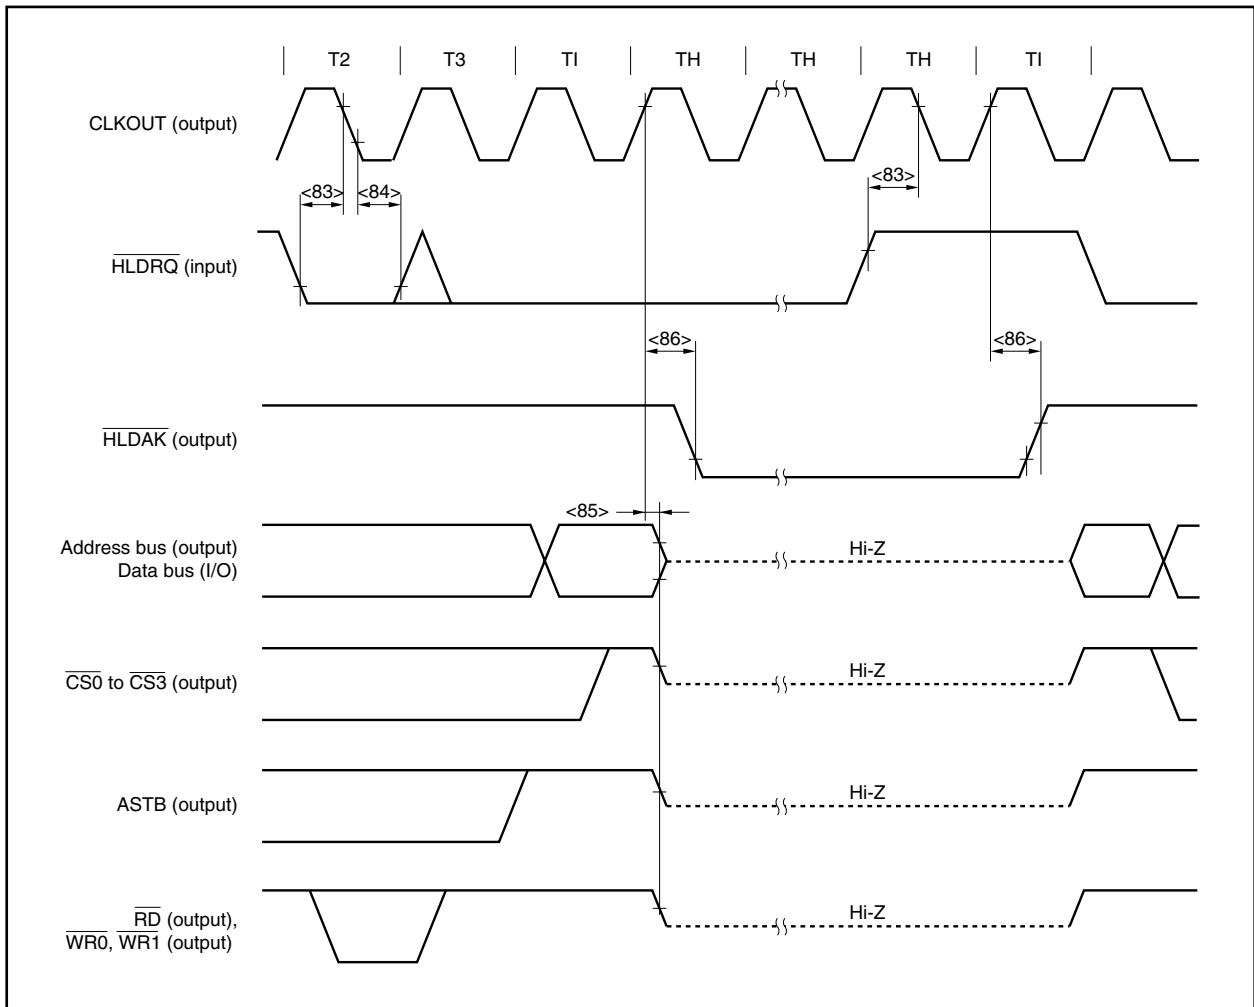 T2 T3 TI TH TH TH TI
CLKOUT (output)
<83> <84> <83>
HLDRQ (input)
<86> <86>
HLDAK (output)
<85>
Address bus (output)
Data bus (I/O)
Hi-Z
CS0 to CS3 (output)
Hi-Z
ASTB (output)
Hi-Z
RD (output),
WR0, WR1 (output)
Hi-Z